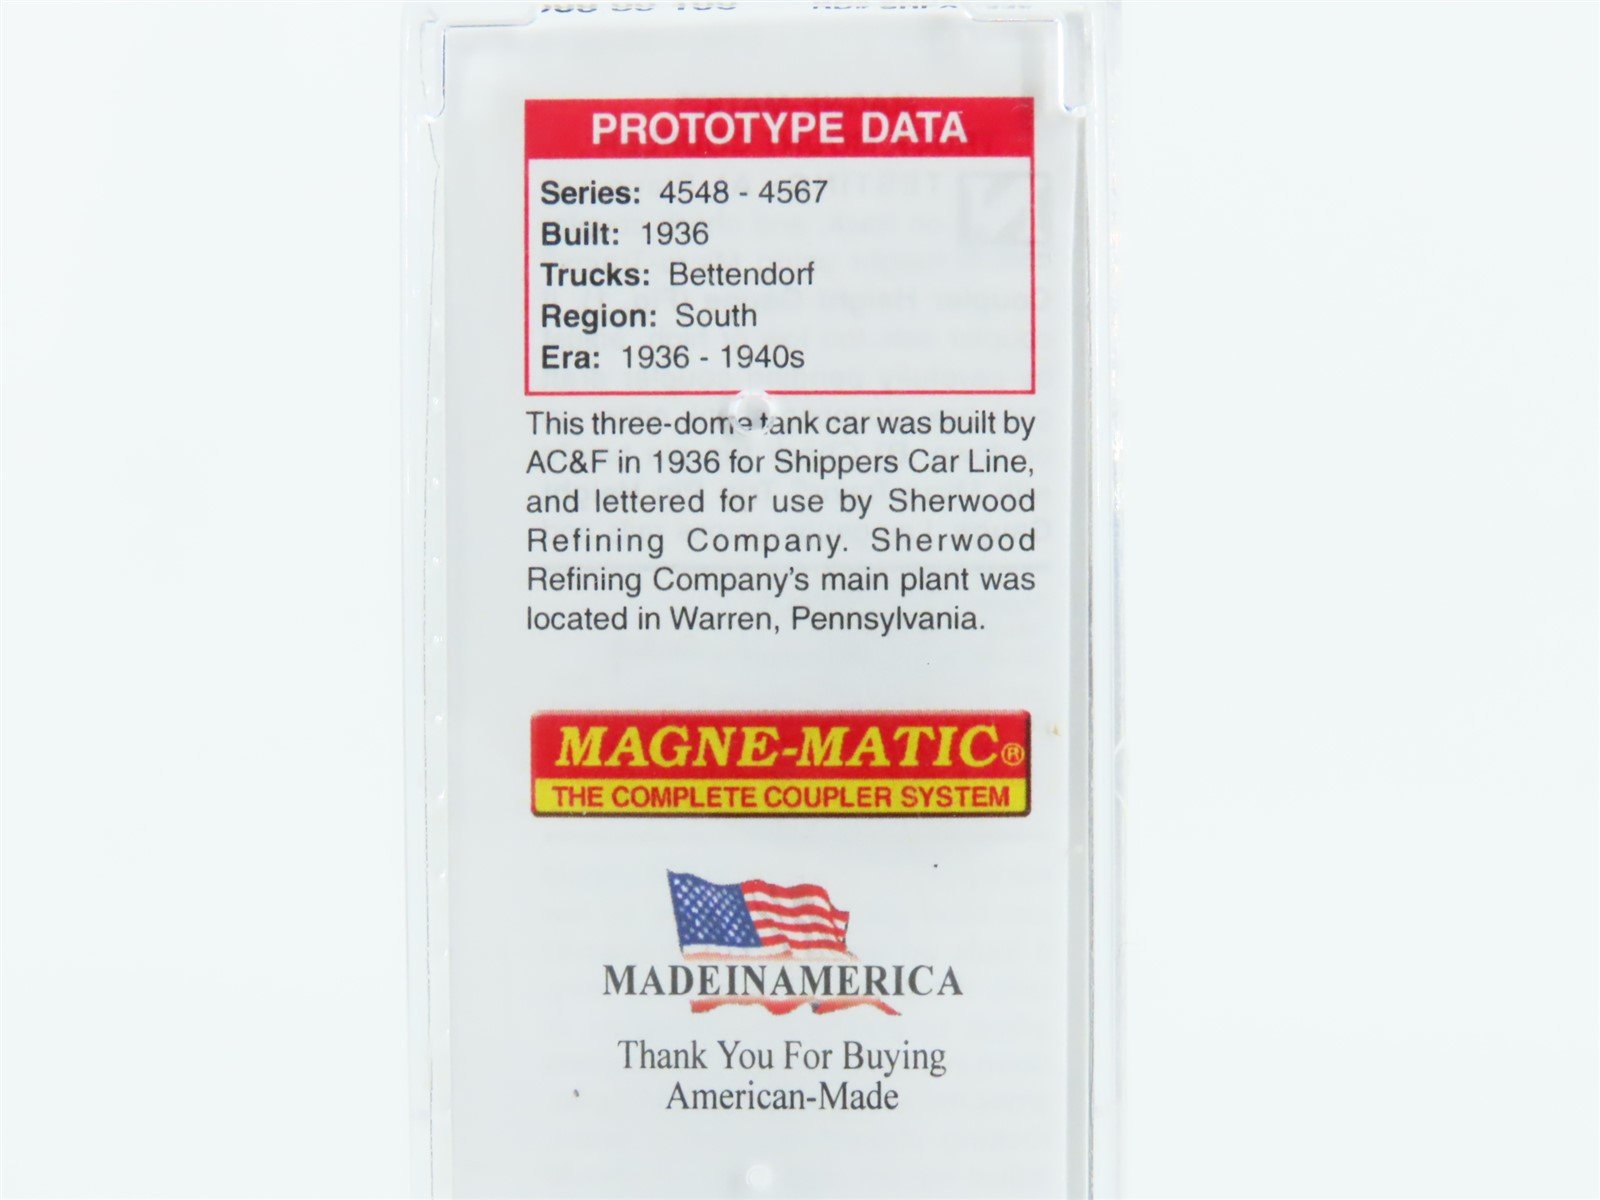 PROTOTYPE DATA
Series: 4548 - 4567
Built: 1936
Trucks: Bettendorf
Region: South
Era: 1936 - 1940s
This three-dome tank car was built by
AC&F in 1936 for Shippers Car Line,
and lettered for use by Sherwood
Refining Company. Sherwood
Refining Company's main plant was
located in Warren, Pennsylvania.
MAGNE-MATIC®
THE COMPLETE COUPLER SYSTEM
MADEINAMERICA
Thank You For Buying
American-Made